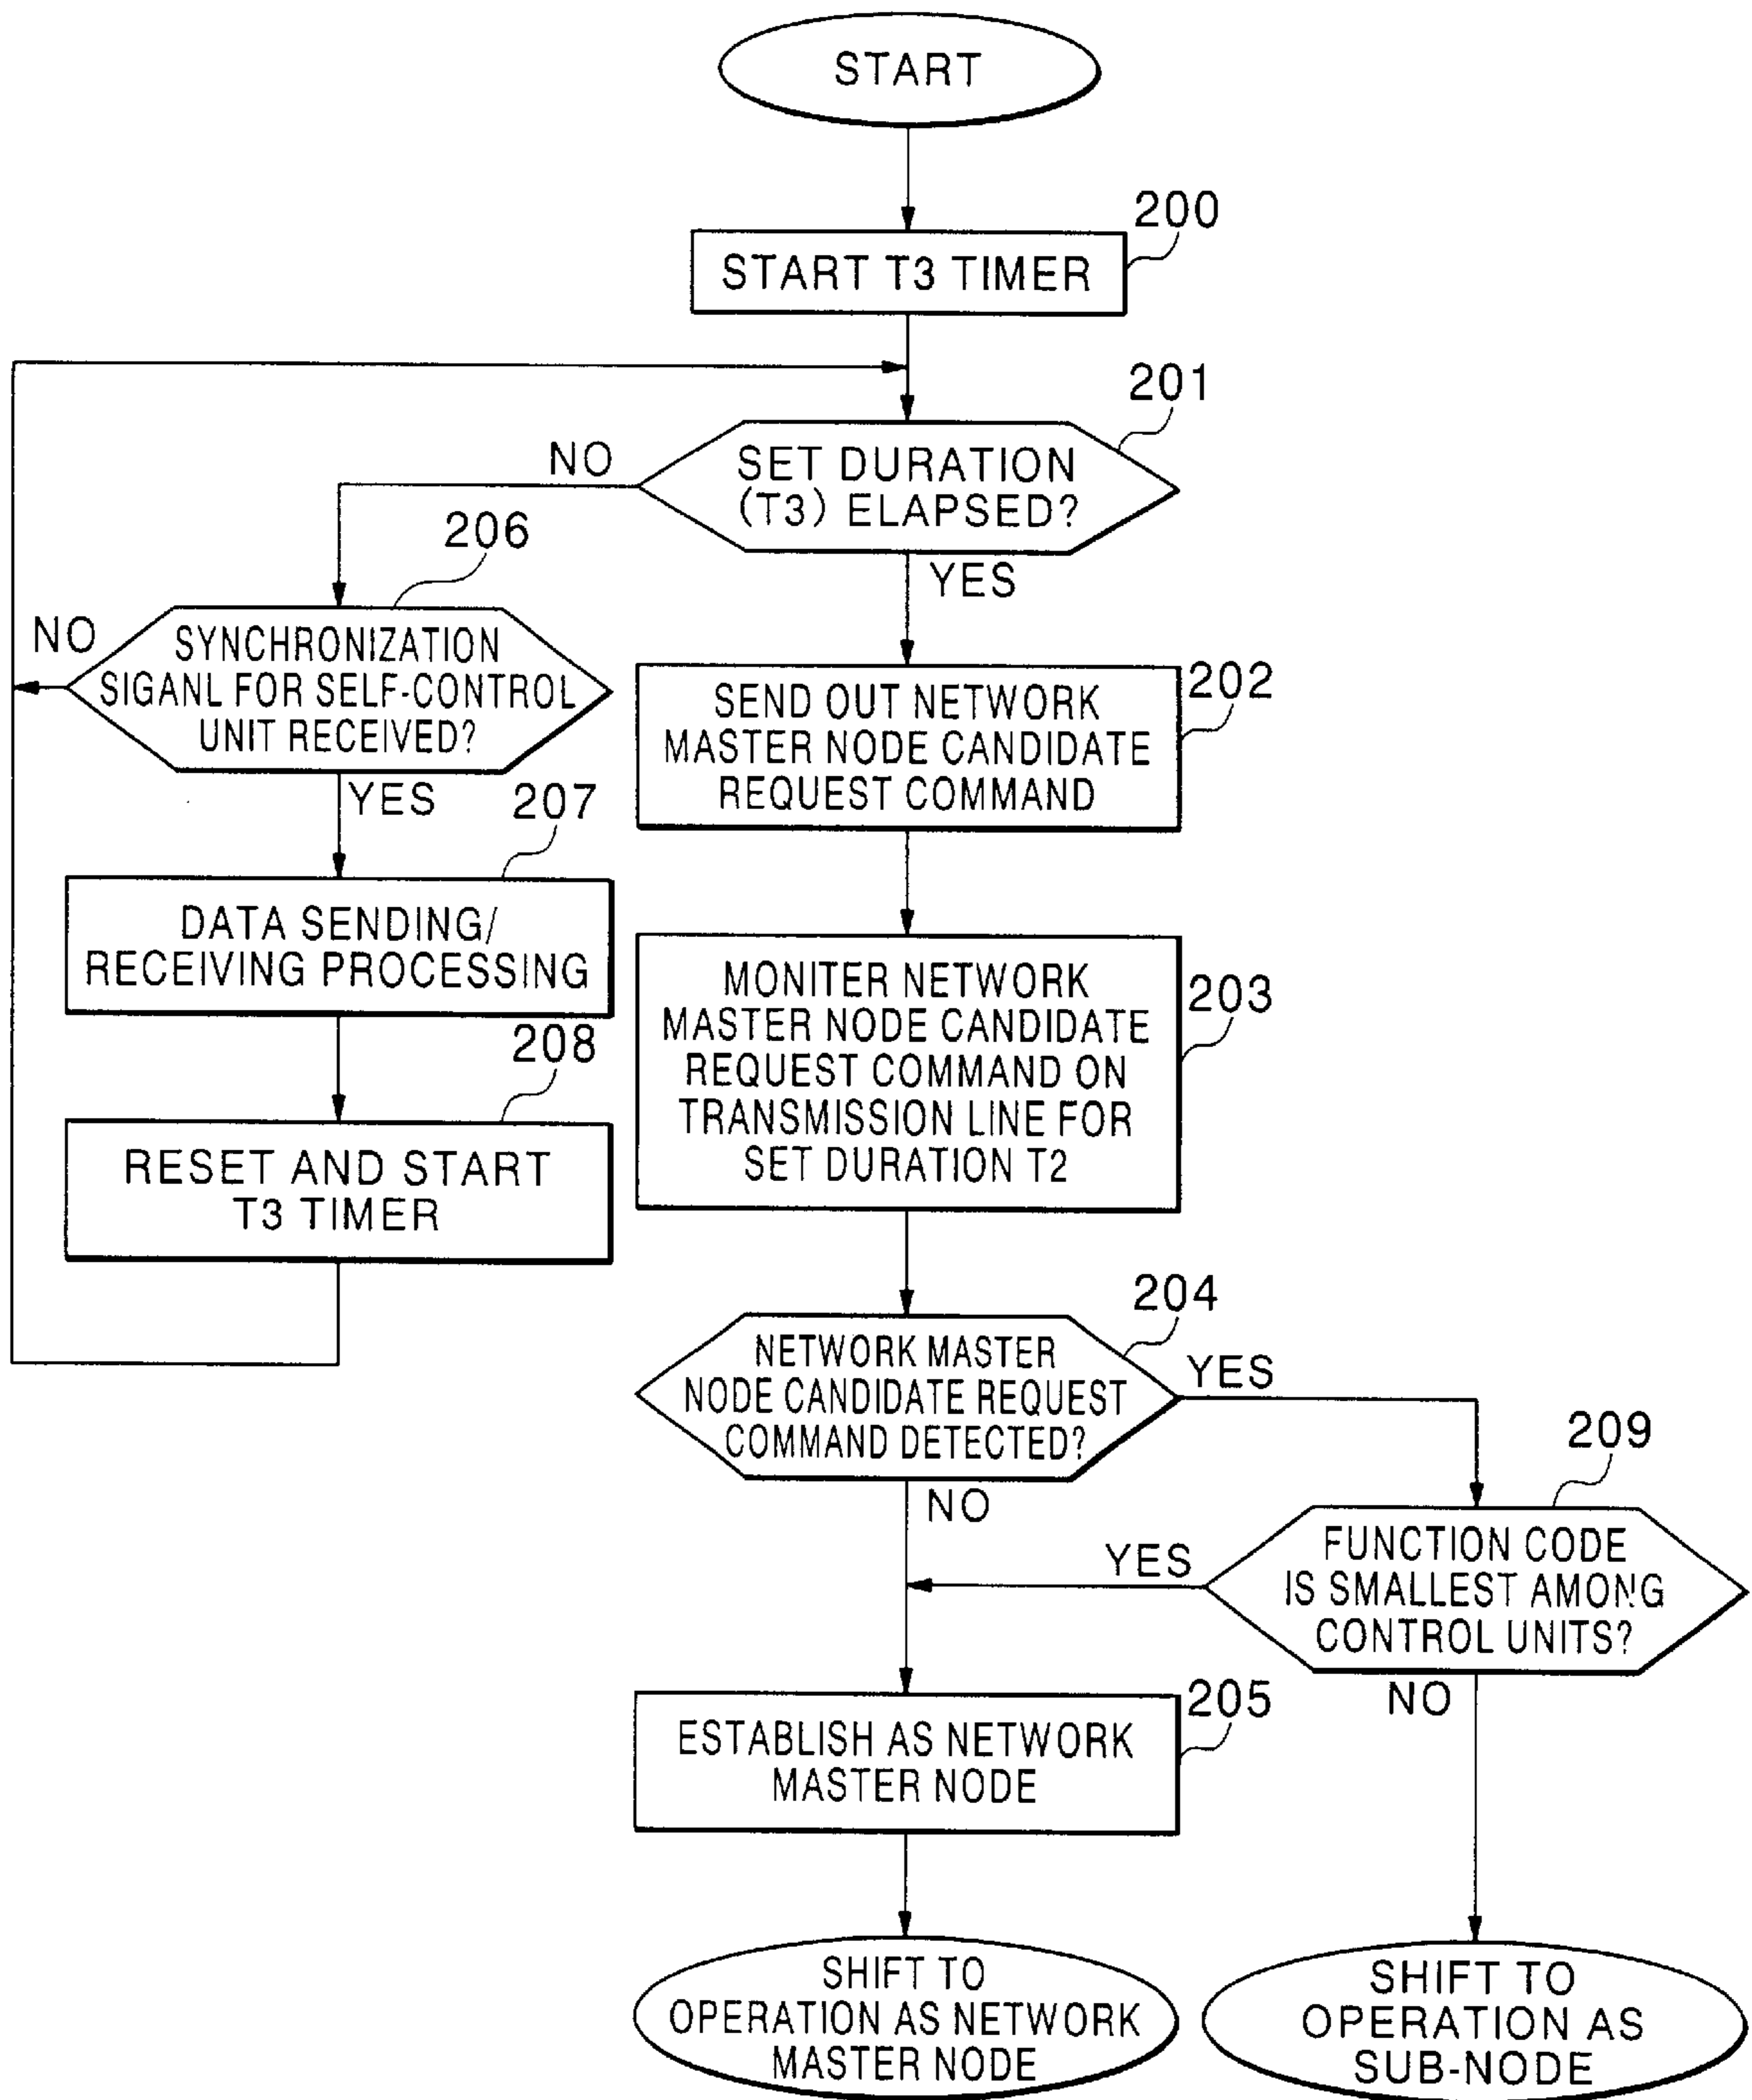 START
200
START T3 TIMER
201
SET DURATION
(T3) ELAPSED?
NO
YES
206
SYNCHRONIZATION
SIGANL FOR SELF-CONTROL
UNIT RECEIVED?
NO
YES
202
SEND OUT NETWORK
MASTER NODE CANDIDATE
REQUEST COMMAND
207
DATA SENDING/
RECEIVING PROCESSING
203
MONITER NETWORK
MASTER NODE CANDIDATE
REQUEST COMMAND ON
TRANSMISSION LINE FOR
SET DURATION T2
208
RESET AND START
T3 TIMER
204
NETWORK MASTER
NODE CANDIDATE REQUEST
COMMAND DETECTED?
YES
NO
209
FUNCTION CODE
IS SMALLEST AMONG
CONTROL UNITS?
YES
NO
205
ESTABLISH AS NETWORK
MASTER NODE
SHIFT TO
OPERATION AS NETWORK
MASTER NODE
SHIFT TO
OPERATION AS
SUB-NODE